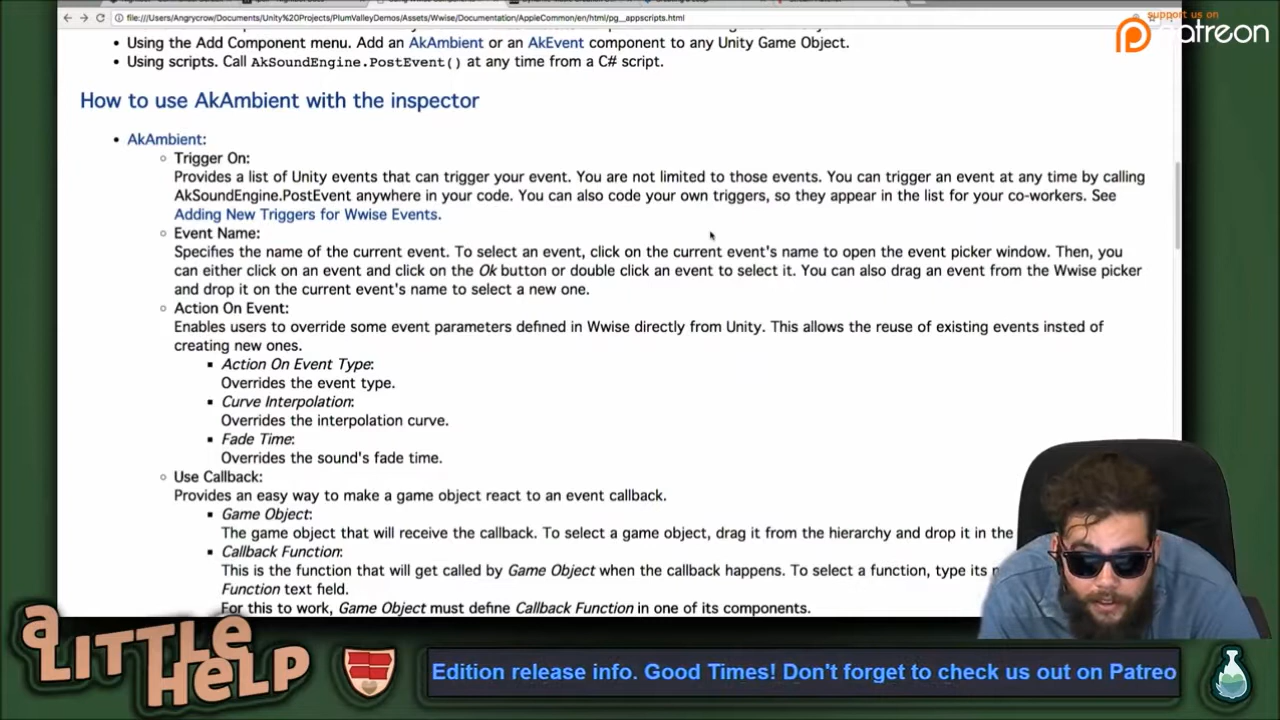 file:///Users/Angrycrow/Documents/Unity%20Projects/PlumValleyDemos/Assets/Wwise/Documentation/AppleCommon/en/html/pg__appscripts.html
support us on
patreon
• Using the Add Component menu. Add an AkAmbient or an AkEvent component to any Unity Game Object.
• Using scripts. Call AkSoundEngine.PostEvent() at any time from a C# script.
How to use AkAmbient with the inspector
• AkAmbient:
Trigger On:
Provides a list of Unity events that can trigger your event. You are not limited to those events. You can trigger an event at any time by calling
AkSoundEngine.PostEvent anywhere in your code. You can also code your own triggers, so they appear in the list for your co-workers. See
Adding New Triggers for Wwise Events.
Event Name:
Specifies the name of the current event. To select an event, click on the current event's name to open the event picker window. Then, you
can either click on an event and click on the Ok button or double click an event to select it. You can also drag an event from the Wwise picker
and drop it on the current event's name to select a new one.
Action On Event:
Enables users to override some event parameters defined in Wwise directly from Unity. This allows the reuse of existing events insted of
creating new ones.
Action On Event Type:
Overrides the event type.
Curve Interpolation:
Overrides the interpolation curve.
Fade Time:
Overrides the sound's fade time.
Use Callback:
Provides an easy way to make a game object react to an event callback.
Game Object:
The game object that will receive the callback. To select a game object, drag it from the hierarchy and drop it in the
Callback Function:
This is the function that will get called by Game Object when the callback happens. To select a function, type its
Function text field.
For this to work, Game Object must define Callback Function in one of its components.
a LITTLE HELP
Edition release info. Good Times! Don't forget to check us out on Patreo